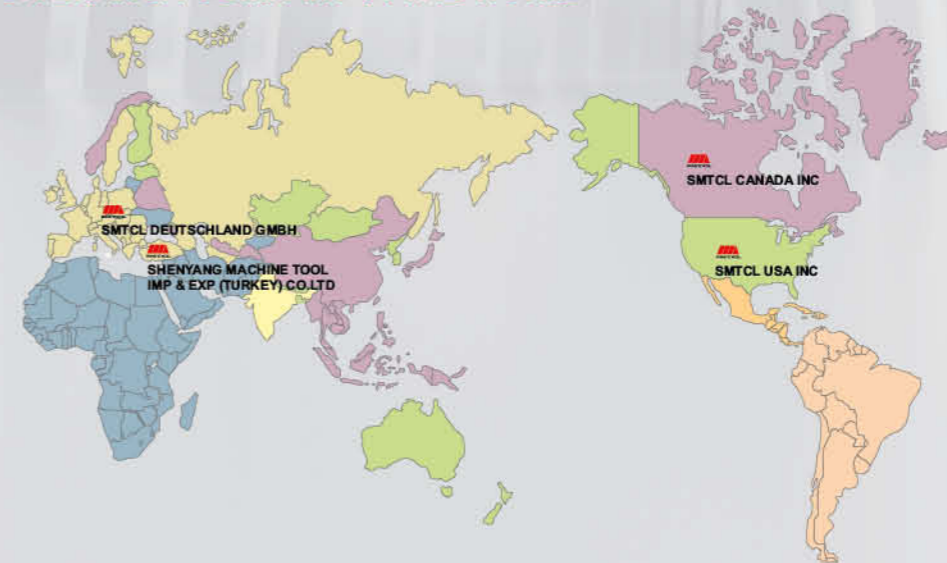 SMTCL CANADA INC
SMTCL DEUTSCHLAND GMBH
SMTCL USA INC
SHENYANG MACHINE TOOL
IMP & EXP (TURKEY) CO.LTD